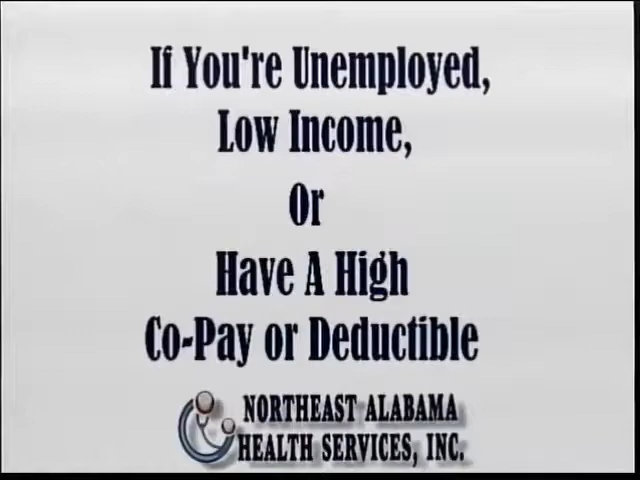 If You're Unemployed,
Low Income,
Or
Have A High
Co-Pay or Deductible
NORTHEAST ALABAMA
HEALTH SERVICES, INC.